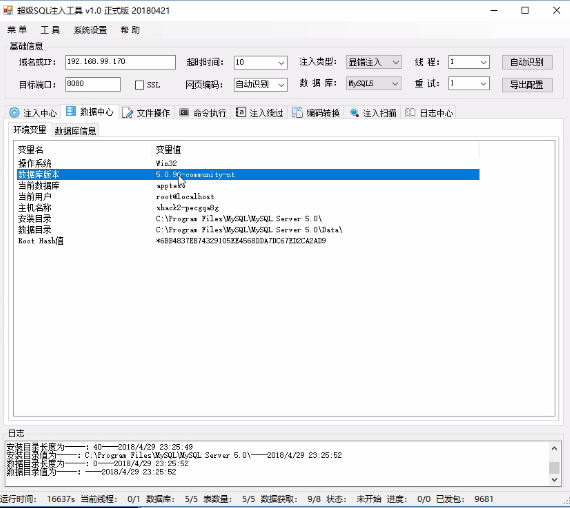 超级SQL注入工具 v1.0 正式版 20180421
菜单 工具 系统设置 帮助
基础信息
域名或IP: 192.168.99.170 超时时间: 10 注入类型: 显错注入 线程: 1 自动识别
目标端口: 8080 SSL 网页编码: 自动识别 数据库: MySQL5 重试: 1 导出配置
注入中心 数据中心 文件操作 命令执行 注入绕过 编码转换 注入扫描 日志中心
环境变量 数据库信息
变量名 变量值
操作系统 Win32
数据库版本 5.0.96-community-nt
当前数据库
当前用户 root@localhost
主机名称
安装目录 C:\Program Files\MySQL\MySQL Server 5.0\
数据目录 C:\Program Files\MySQL\MySQL Server 5.0\Data\
Root Hash值
日志
安装目录长度为-----: 40----2018/4/29 23:25:49
安装目录值为-----: C:\Program Files\MySQL\MySQL Server 5.0\----2018/4/29 23:25:52
数据目录长度为-----: 0----2018/4/29 23:25:52
数据目录值为-----: ----2018/4/29 23:25:52
运行时间: 16637s 当前线程: 0/1 数据库: 5/5 表数量: 5/5 数据获取: 9/8 状态: 未开始 进度: 0/0 已发包: 9681